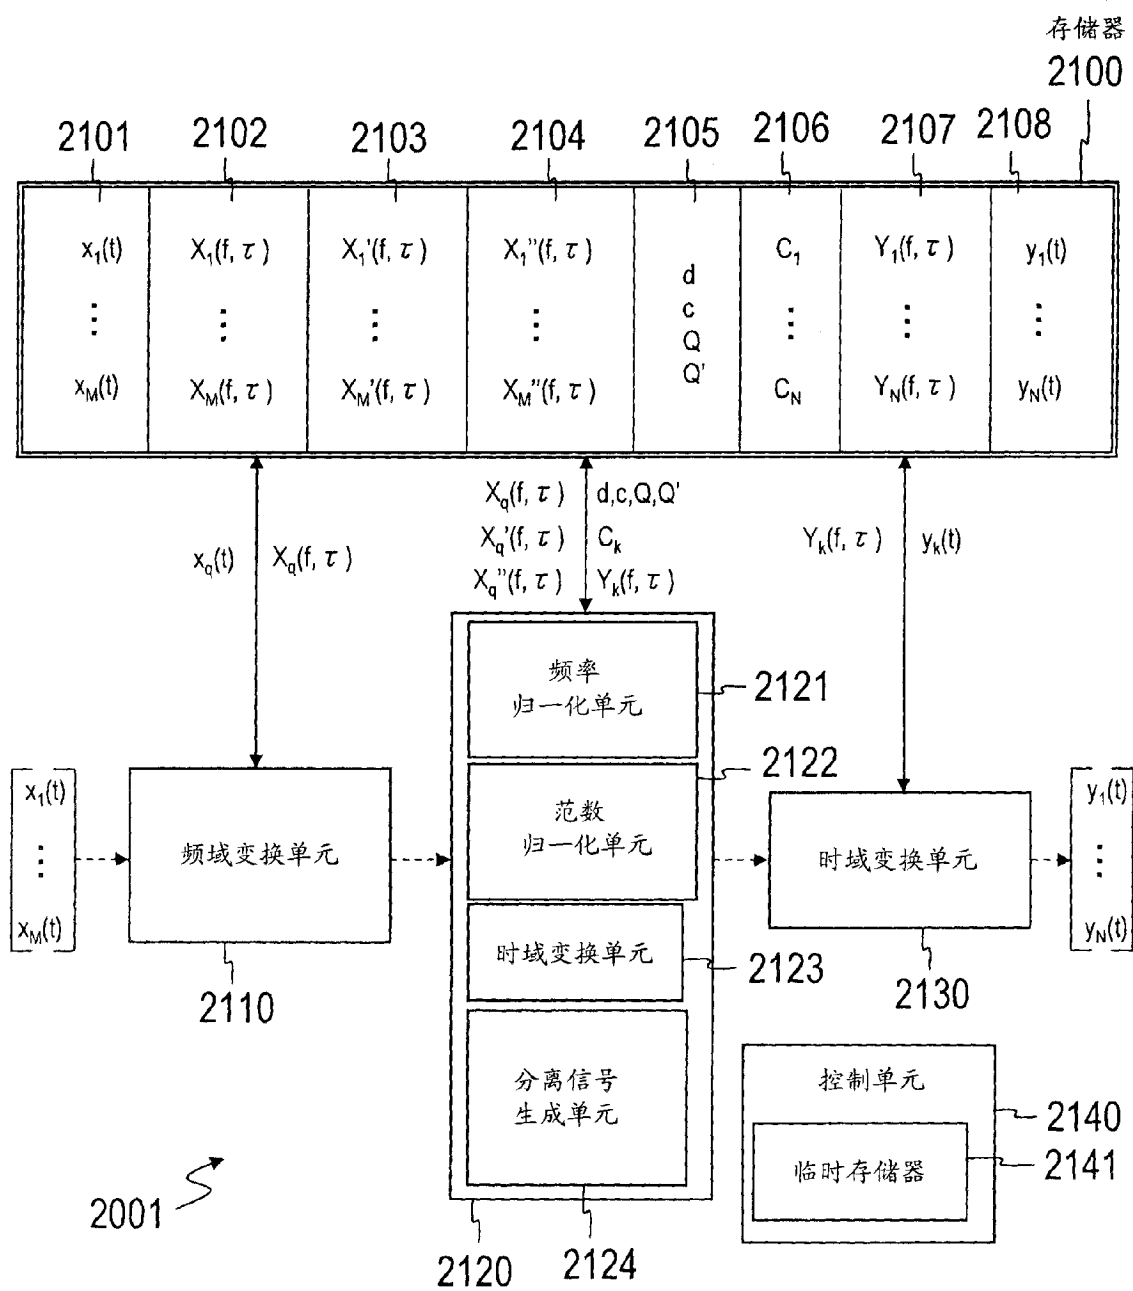 存储器
2100
2101 2102 2103 2104 2105 2106 2107 2108
x1(t) X1(f, τ) X1'(f, τ) X1''(f, τ) d C1 Y1(f, τ) y1(t)
⋯ ⋯ ⋯ ⋯ c ⋯ ⋯ ⋯
Q
xM(t) XM(f, τ) XM'(f, τ) XM''(f, τ) Q' CN YN(f, τ) yN(t)
xq(t) Xq(f, τ)
Xq(f, τ) d,c,Q,Q'
Xq'(f, τ) Ck
Xq''(f, τ) Yk(f, τ)
Yk(f, τ) yk(t)
频率
归一化单元
2121
范数
归一化单元
2122
时域变换单元
2123
分离信号
生成单元
2124
2120
x1(t)
⋯
xM(t)
频域变换单元
2110
时域变换单元
2130
y1(t)
⋯
yN(t)
控制单元
2140
临时存储器
2141
2001